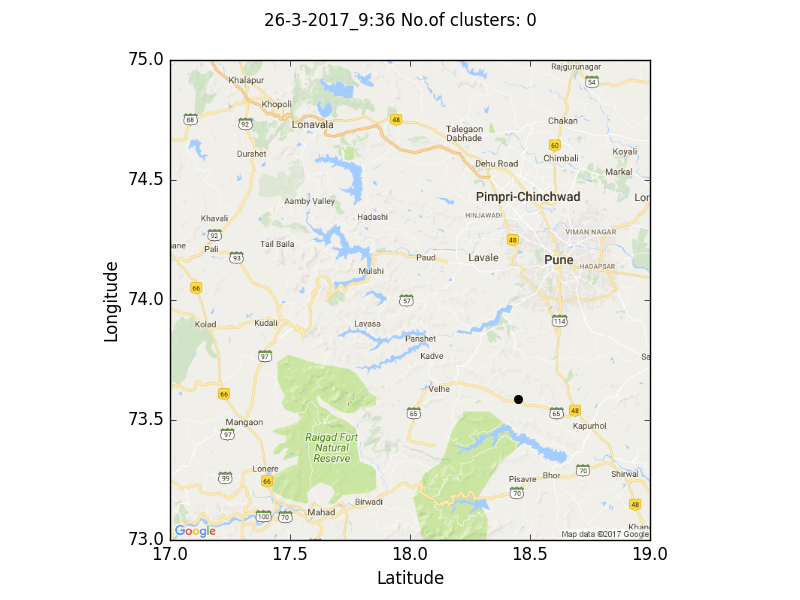 26-3-2017_9:36 No.of clusters: 0
75.0
74.5
74.0
73.5
73.0
Longitude
17.0
17.5
18.0
18.5
19.0
Latitude
Khalapur
Rajgurunagar
54
Khopoli
88
92
Lonavala
48
Chakan
Talegaon
Dabhade
60
Koyali
Durshet
Chimbali
Dehu Road
Markal
Pimpri-Chinchwad
Lor
Aamby Valley
Khavali
Hadashi
HINJAWADI
92
VIMAN NAGAR
48
ane
Pali
Tail Baila
93
Paud
Lavale
Pune
HADAPSAR
Mulshi
66
57
Kolad
Kudali
Lavasa
114
Panshet
97
Kadve
Sa
Velhe
66
65
65
48
Mangaon
Kapurhol
97
Raigad Fort
Natural
Reserve
Lonere
99
66
Pisavre
Bhor
70
Shirwal
70
Birwadi
48
100
70
Mahad
Khan
Google
Map data ©2017 Google